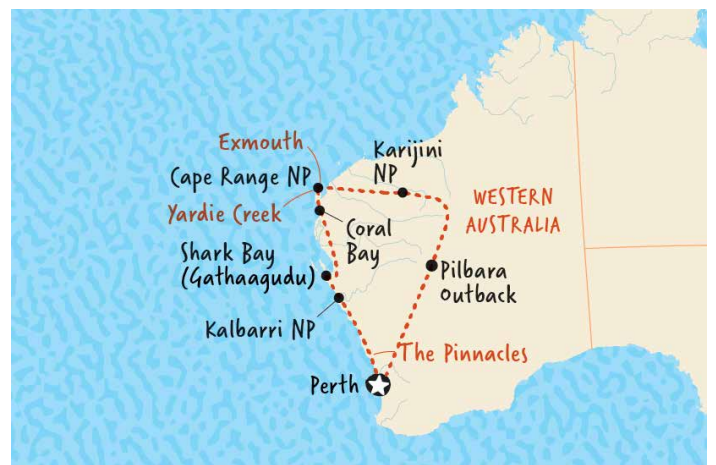 Exmouth
Cape Range NP
Yardie Creek
Karijini
NP
WESTERN
AUSTRALIA
Coral
Bay
Shark Bay
(Gathaagudu)
Pilbara
Outback
Kalbarri NP
The Pinnacles
Perth